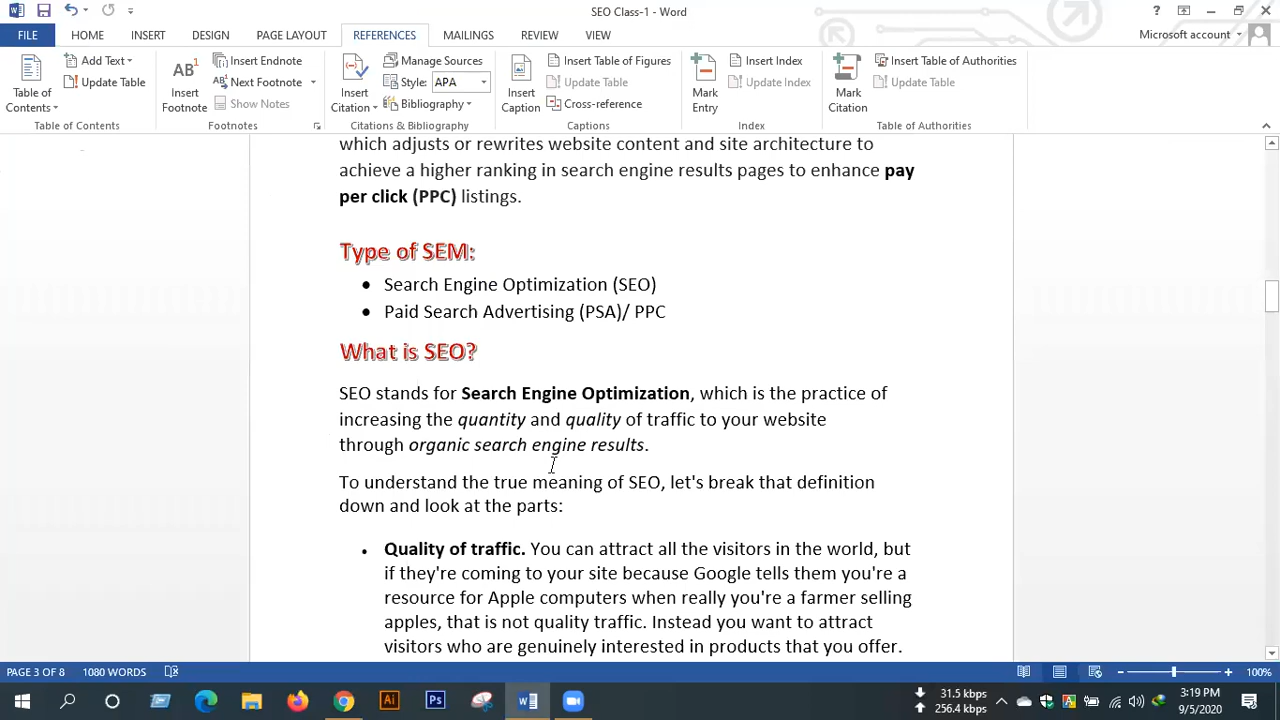 SEO Class-1 - Word
?
FILE HOME INSERT DESIGN PAGE LAYOUT REFERENCES MAILINGS REVIEW VIEW Microsoft account
Add Text Insert Endnote Manage Sources Insert Table of Figures Insert Index Insert Table of Authorities
Update Table AB1 Next Footnote Style: APA Update Table Update Index Update Table
Table of Contents Insert Footnote Show Notes Insert Citation Bibliography Insert Caption Cross-reference Mark Entry Mark Citation
Table of Contents Footnotes Citations & Bibliography Captions Index Table of Authorities
which adjusts or rewrites website content and site architecture to
achieve a higher ranking in search engine results pages to enhance pay
per click (PPC) listings.
Type of SEM:
• Search Engine Optimization (SEO)
• Paid Search Advertising (PSA)/ PPC
What is SEO?
SEO stands for Search Engine Optimization, which is the practice of
increasing the quantity and quality of traffic to your website
through organic search engine results.
To understand the true meaning of SEO, let's break that definition
down and look at the parts:
• Quality of traffic. You can attract all the visitors in the world, but
if they're coming to your site because Google tells them you're a
resource for Apple computers when really you're a farmer selling
apples, that is not quality traffic. Instead you want to attract
visitors who are genuinely interested in products that you offer.
PAGE 3 OF 8 1080 WORDS 100%
Ai Ps 31.5 kbps 3:19 PM
256.4 kbps 9/5/2020